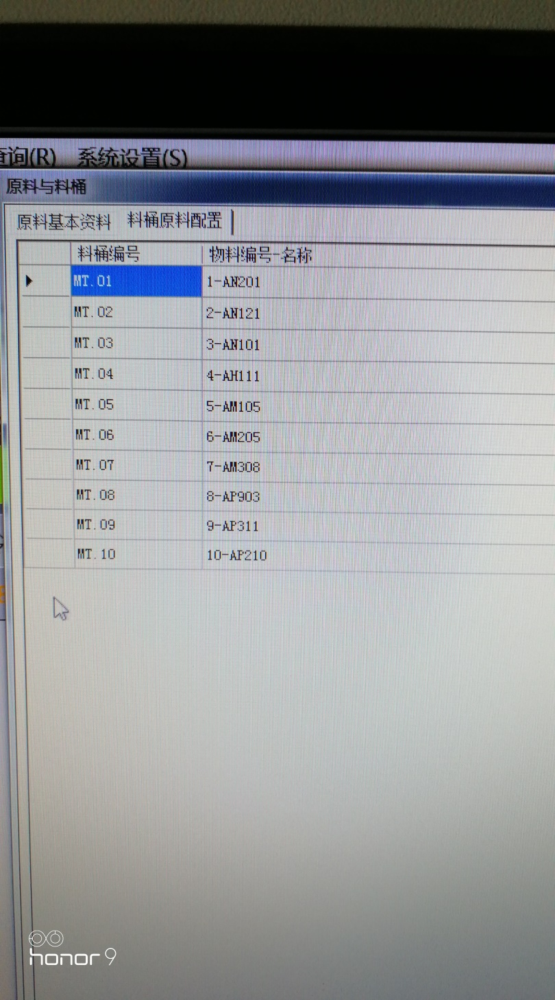 查询(R) 系统设置(S)
原料与料桶
原料基本资料 料桶原料配置
料桶编号 物料编号-名称
MT.01 1-AN201
MT.02 2-AN121
MT.03 3-AN101
MT.04 4-AH111
MT.05 5-AM105
MT.06 6-AM205
MT.07 7-AM308
MT.08 8-AP903
MT.09 9-AP311
MT.10 10-AP210
honor 9